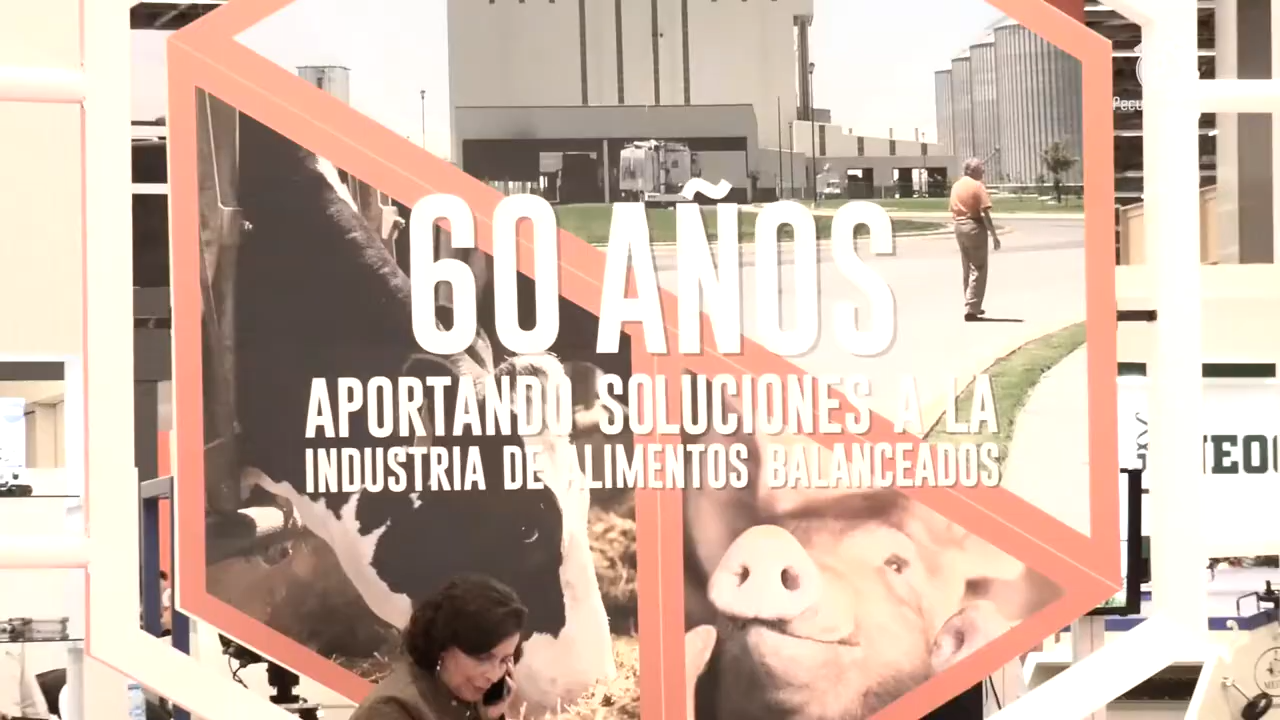 60 AÑOS
APORTANDO SOLUCIONES A LA
INDUSTRIA DE ALIMENTOS BALANCEADOS